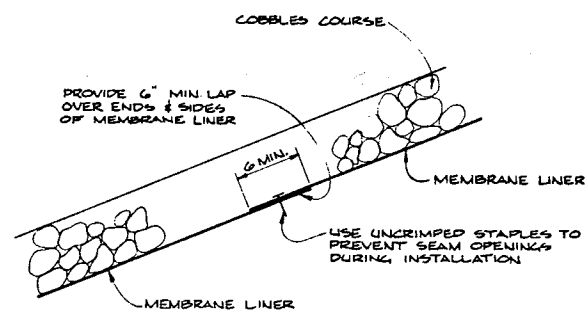 COBBLES COURSE
PROVIDE 6" MIN. LAP
OVER ENDS & SIDES
OF MEMBRANE LINER
6 MIN.
MEMBRANE LINER
USE UNCRIMPED STAPLES TO
PREVENT SEAM OPENINGS
DURING INSTALLATION
MEMBRANE LINER